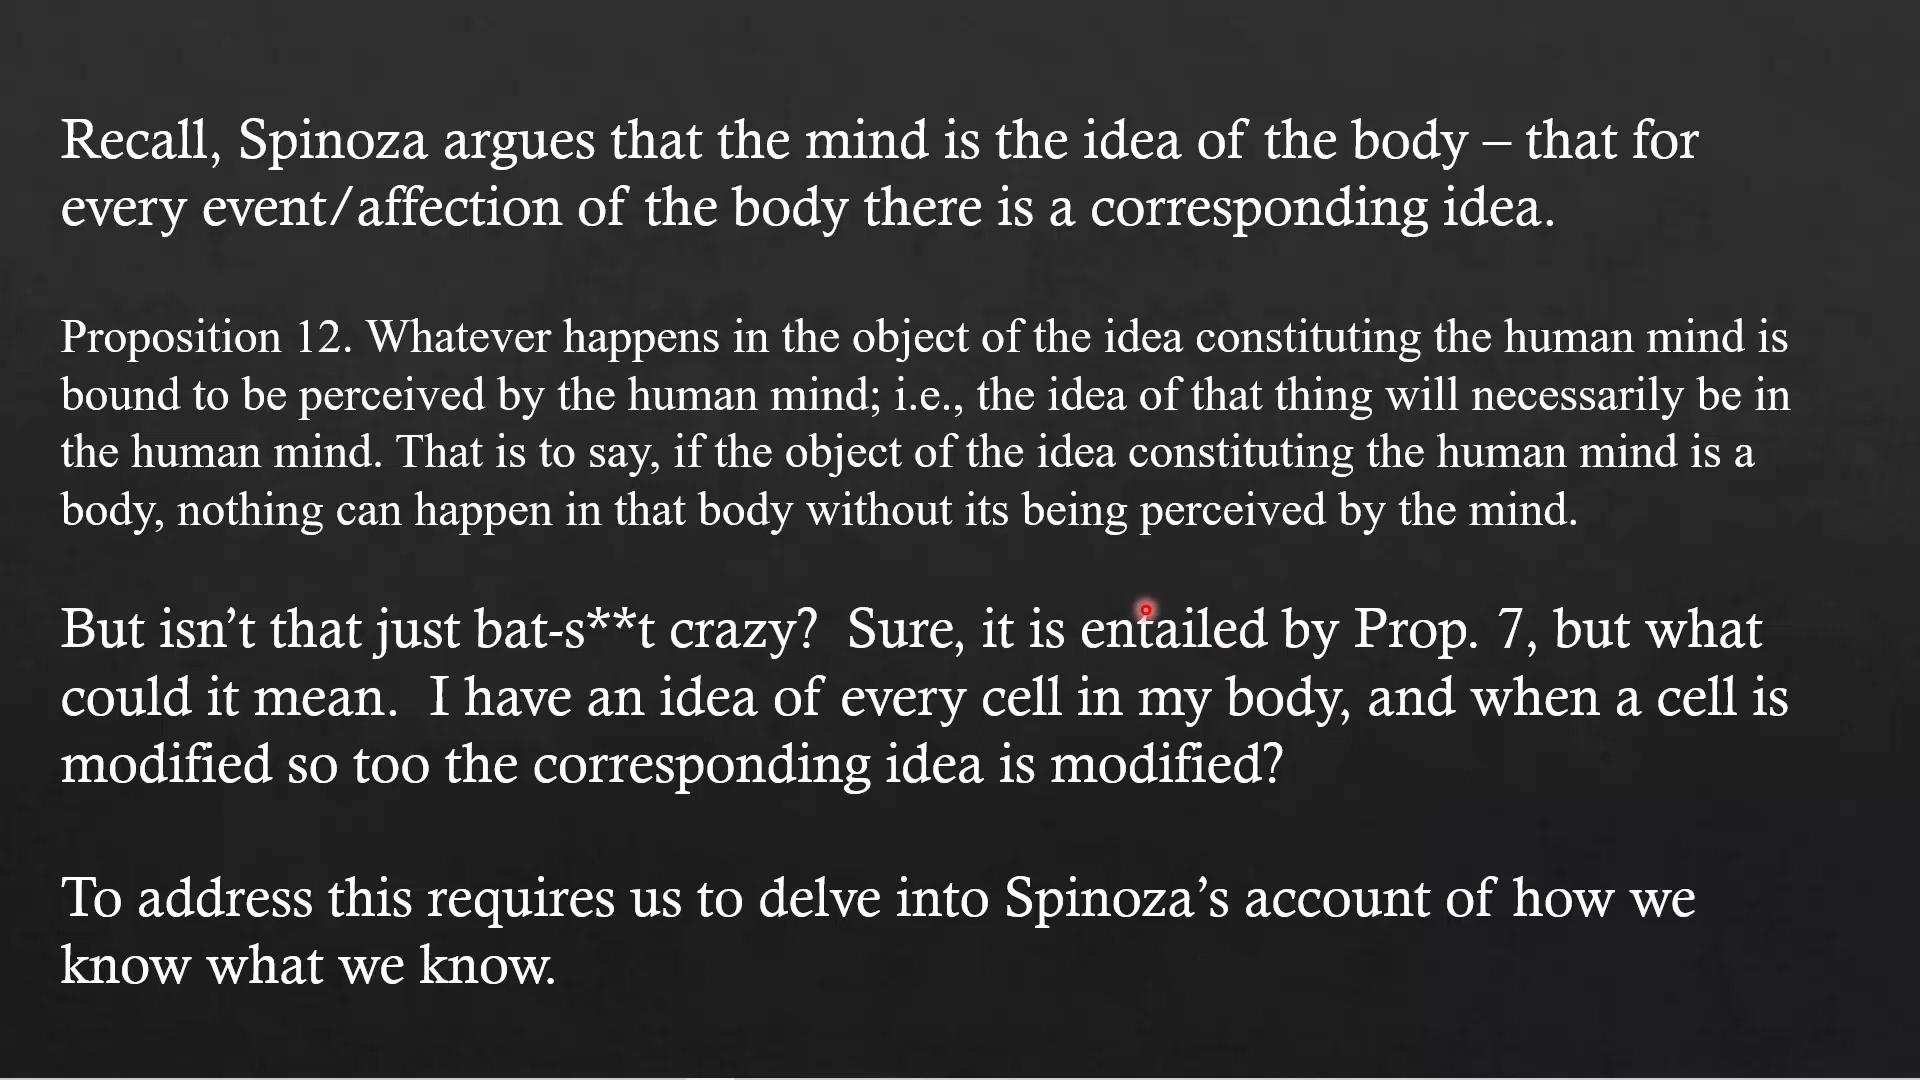 Recall, Spinoza argues that the mind is the idea of the body – that for
every event/affection of the body there is a corresponding idea.
Proposition 12. Whatever happens in the object of the idea constituting the human mind is
bound to be perceived by the human mind; i.e., the idea of that thing will necessarily be in
the human mind. That is to say, if the object of the idea constituting the human mind is a
body, nothing can happen in that body without its being perceived by the mind.
But isn’t that just bat-s**t crazy?  Sure, it is entailed by Prop. 7, but what
could it mean.  I have an idea of every cell in my body, and when a cell is
modified so too the corresponding idea is modified?
To address this requires us to delve into Spinoza’s account of how we
know what we know.